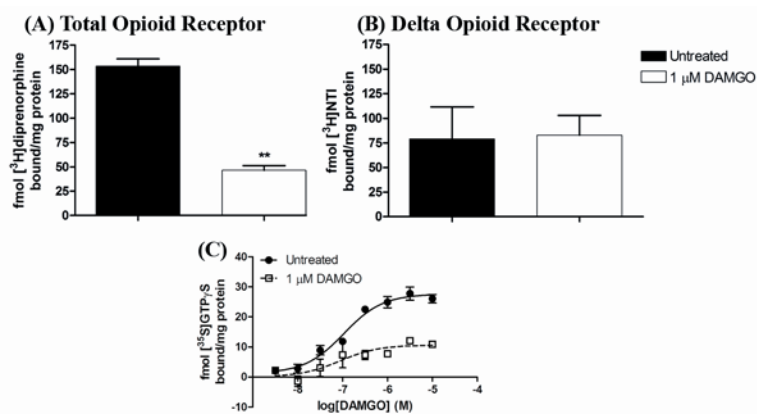 (A) Total Opioid Receptor
fmol [³H]diprenorphine
bound/mg protein
175
150
125
100
75
50
25
0
**
(B) Delta Opioid Receptor
fmol [³H]NTI
bound/mg protein
175
150
125
100
75
50
25
0
Untreated
1 μM DAMGO
(C)
Untreated
1 μM DAMGO
fmol [³⁵S]GTPγS
bound/mg protein
40
30
20
10
0
-10
-8
-7
-6
-5
-4
log[DAMGO] (M)